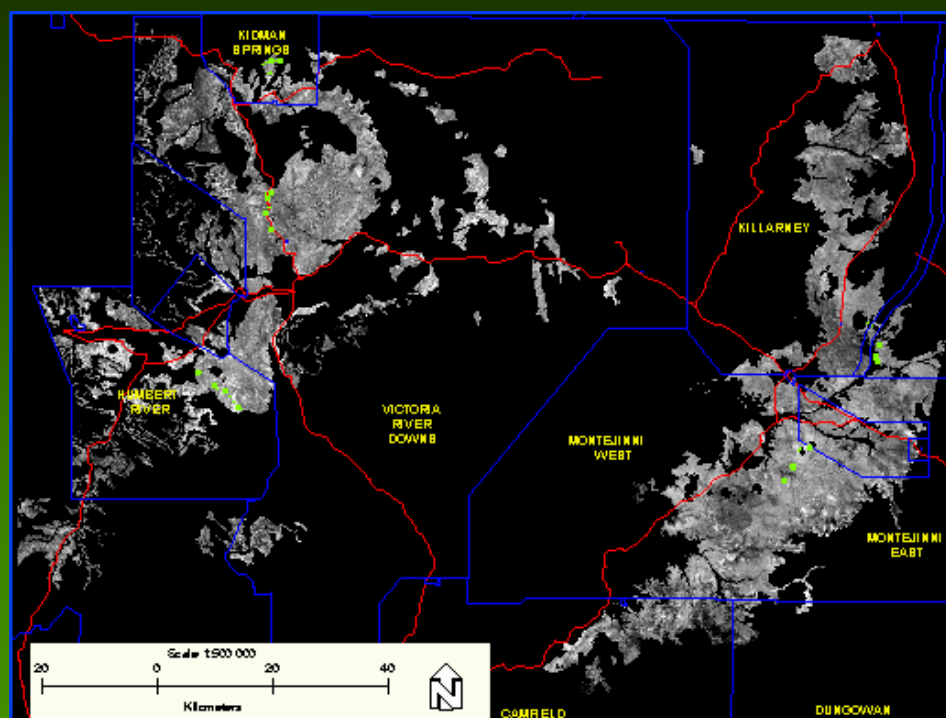 KIDMAN
SPRINGS
KILLARNEY
HUMBERT
RIVER
VICTORIA
RIVER
DOWNS
MONTEJINNI
WEST
MONTEJINNI
EAST
Scale 1:900 000
20 0 20 40
Kilometers
N
CAMFIELD
DUNGOWAN